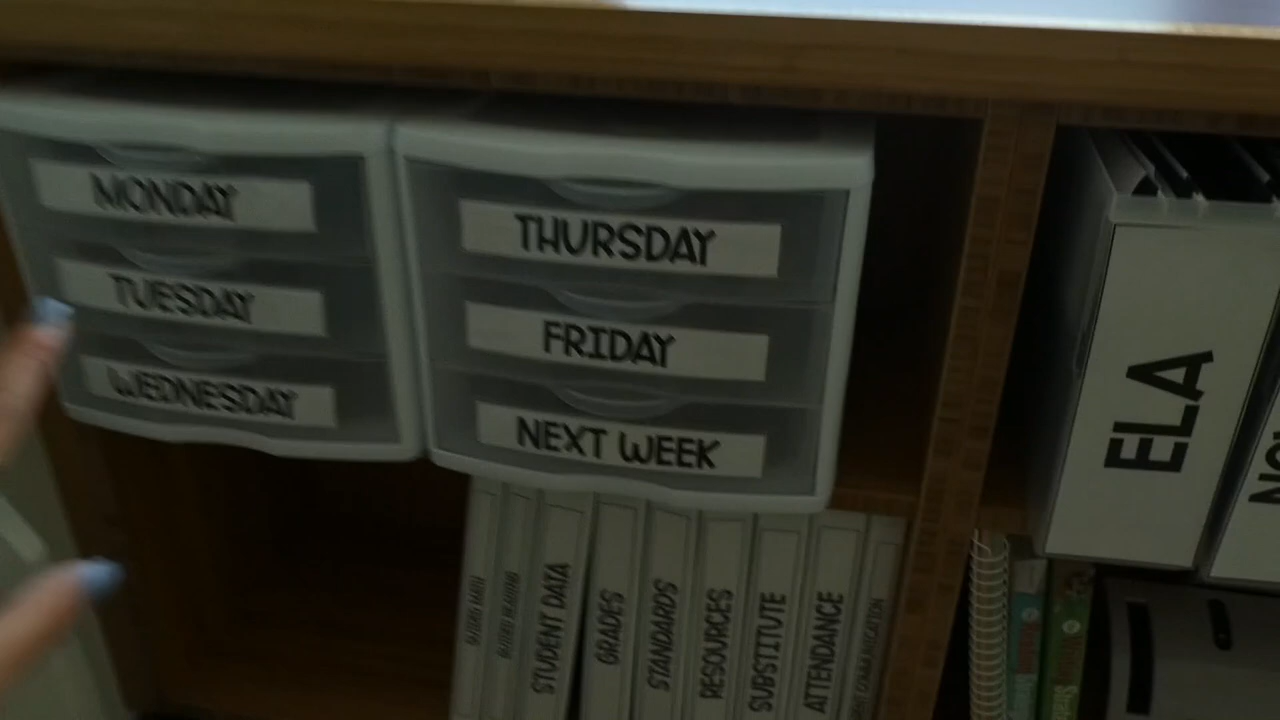 MONDAY
TUESDAY
WEDNESDAY
THURSDAY
FRIDAY
NEXT WEEK
ELA
STUDENT DATA
GRADES
STANDARDS
RESOURCES
SUBSTITUTE
ATTENDANCE